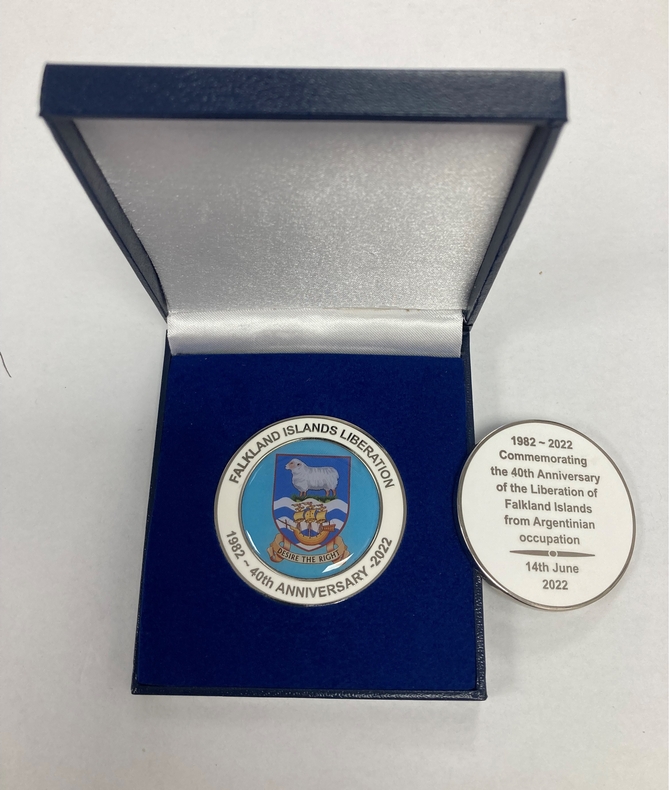 FALKLAND ISLANDS LIBERATION
DESIRE THE RIGHT
1982 ~ 40th ANNIVERSARY -2022
1982 ~ 2022
Commemorating
the 40th Anniversary
of the Liberation of
Falkland Islands
from Argentinian
occupation
14th June
2022